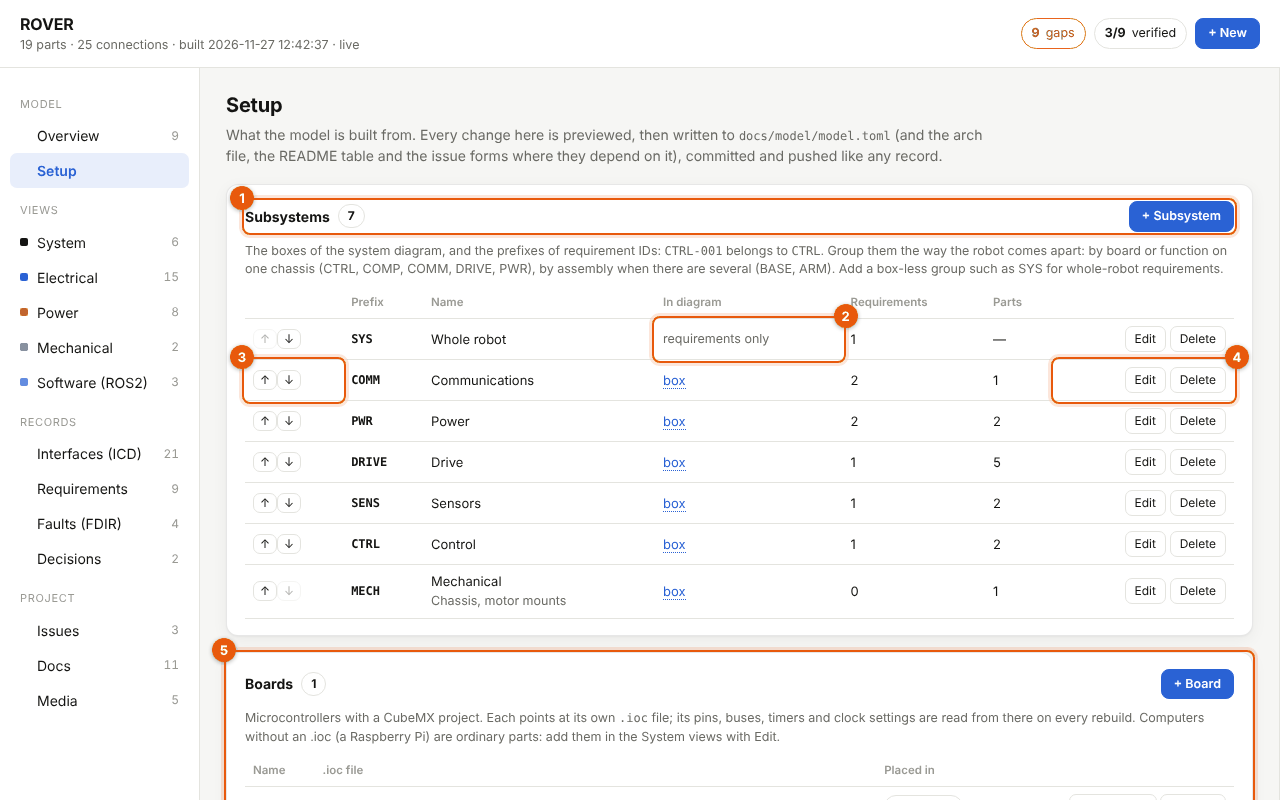 ROVER
19 parts · 25 connections · built 2026-11-27 12:42:37 · live
9 gaps
3/9 verified
+ New
MODEL
Overview 9
Setup
VIEWS
System 6
Electrical 15
Power 8
Mechanical 2
Software (ROS2) 3
RECORDS
Interfaces (ICD) 21
Requirements 9
Faults (FDIR) 4
Decisions 2
PROJECT
Issues 3
Docs 11
Media 5
Setup
What the model is built from. Every change here is previewed, then written to docs/model/model.toml (and the arch
file, the README table and the issue forms where they depend on it), committed and pushed like any record.
1
Subsystems 7 + Subsystem
The boxes of the system diagram, and the prefixes of requirement IDs: CTRL-001 belongs to CTRL. Group them the way the robot comes apart: by board or function on
one chassis (CTRL, COMP, COMM, DRIVE, PWR), by assembly when there are several (BASE, ARM). Add a box-less group such as SYS for whole-robot requirements.
Prefix Name In diagram Requirements Parts
2
↑ ↓ SYS Whole robot requirements only 1 — Edit Delete
3 4
↑ ↓ COMM Communications box 2 1 Edit Delete
↑ ↓ PWR Power box 2 2 Edit Delete
↑ ↓ DRIVE Drive box 1 5 Edit Delete
↑ ↓ SENS Sensors box 1 2 Edit Delete
↑ ↓ CTRL Control box 1 2 Edit Delete
↑ ↓ MECH Mechanical box 0 1 Edit Delete
Chassis, motor mounts
5
Boards 1 + Board
Microcontrollers with a CubeMX project. Each points at its own .ioc file; its pins, buses, timers and clock settings are read from there on every rebuild. Computers
without an .ioc (a Raspberry Pi) are ordinary parts: add them in the System views with Edit.
Name .ioc file Placed in